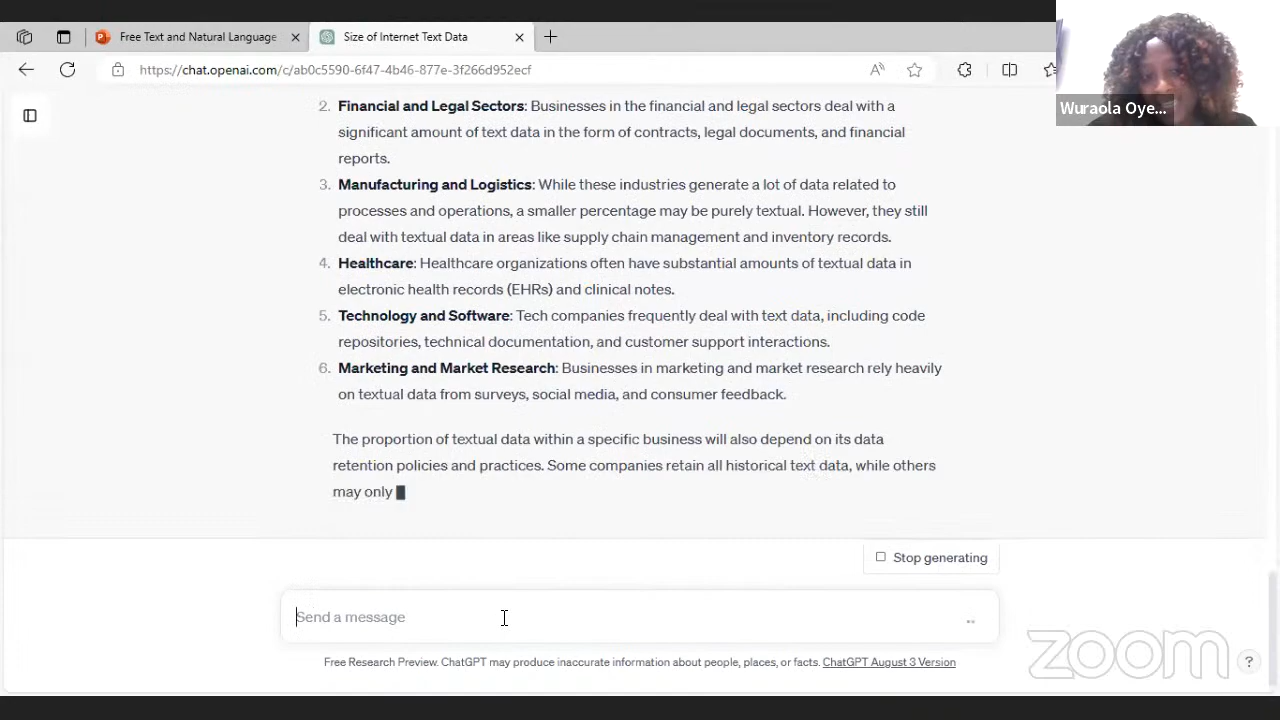 Free Text and Natural Language
Size of Internet Text Data
https://chat.openai.com/c/ab0c5590-6f47-4b46-877e-3f266d952ecf
Wuraola Oye...
2. Financial and Legal Sectors: Businesses in the financial and legal sectors deal with a
significant amount of text data in the form of contracts, legal documents, and financial
reports.
3. Manufacturing and Logistics: While these industries generate a lot of data related to
processes and operations, a smaller percentage may be purely textual. However, they still
deal with textual data in areas like supply chain management and inventory records.
4. Healthcare: Healthcare organizations often have substantial amounts of textual data in
electronic health records (EHRs) and clinical notes.
5. Technology and Software: Tech companies frequently deal with text data, including code
repositories, technical documentation, and customer support interactions.
6. Marketing and Market Research: Businesses in marketing and market research rely heavily
on textual data from surveys, social media, and consumer feedback.
The proportion of textual data within a specific business will also depend on its data
retention policies and practices. Some companies retain all historical text data, while others
may only
Stop generating
Send a message
Free Research Preview. ChatGPT may produce inaccurate information about people, places, or facts. ChatGPT August 3 Version
zoom
?